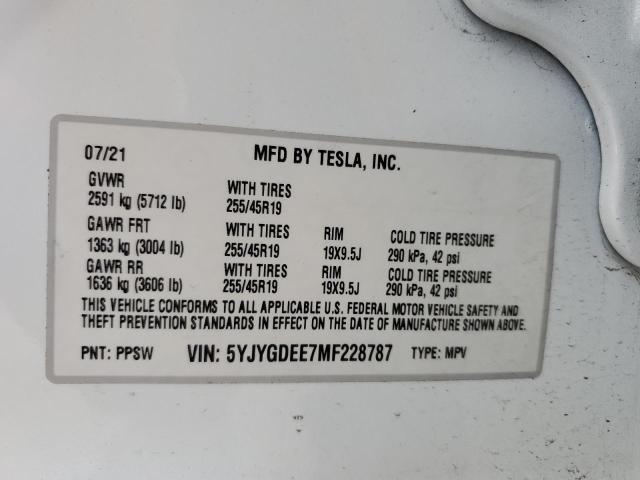 07/21 MFD BY TESLA, INC.
GVWR WITH TIRES
2591 kg (5712 lb) 255/45R19
GAWR FRT WITH TIRES RIM COLD TIRE PRESSURE
1363 kg (3004 lb) 255/45R19 19X9.5J 290 kPa, 42 psi
GAWR RR WITH TIRES RIM COLD TIRE PRESSURE
1636 kg (3606 lb) 255/45R19 19X9.5J 290 kPa, 42 psi
THIS VEHICLE CONFORMS TO ALL APPLICABLE U.S. FEDERAL MOTOR VEHICLE SAFETY AND
THEFT PREVENTION STANDARDS IN EFFECT ON THE DATE OF MANUFACTURE SHOWN ABOVE.
PNT: PPSW VIN: 5YJYGDEE7MF228787 TYPE: MPV